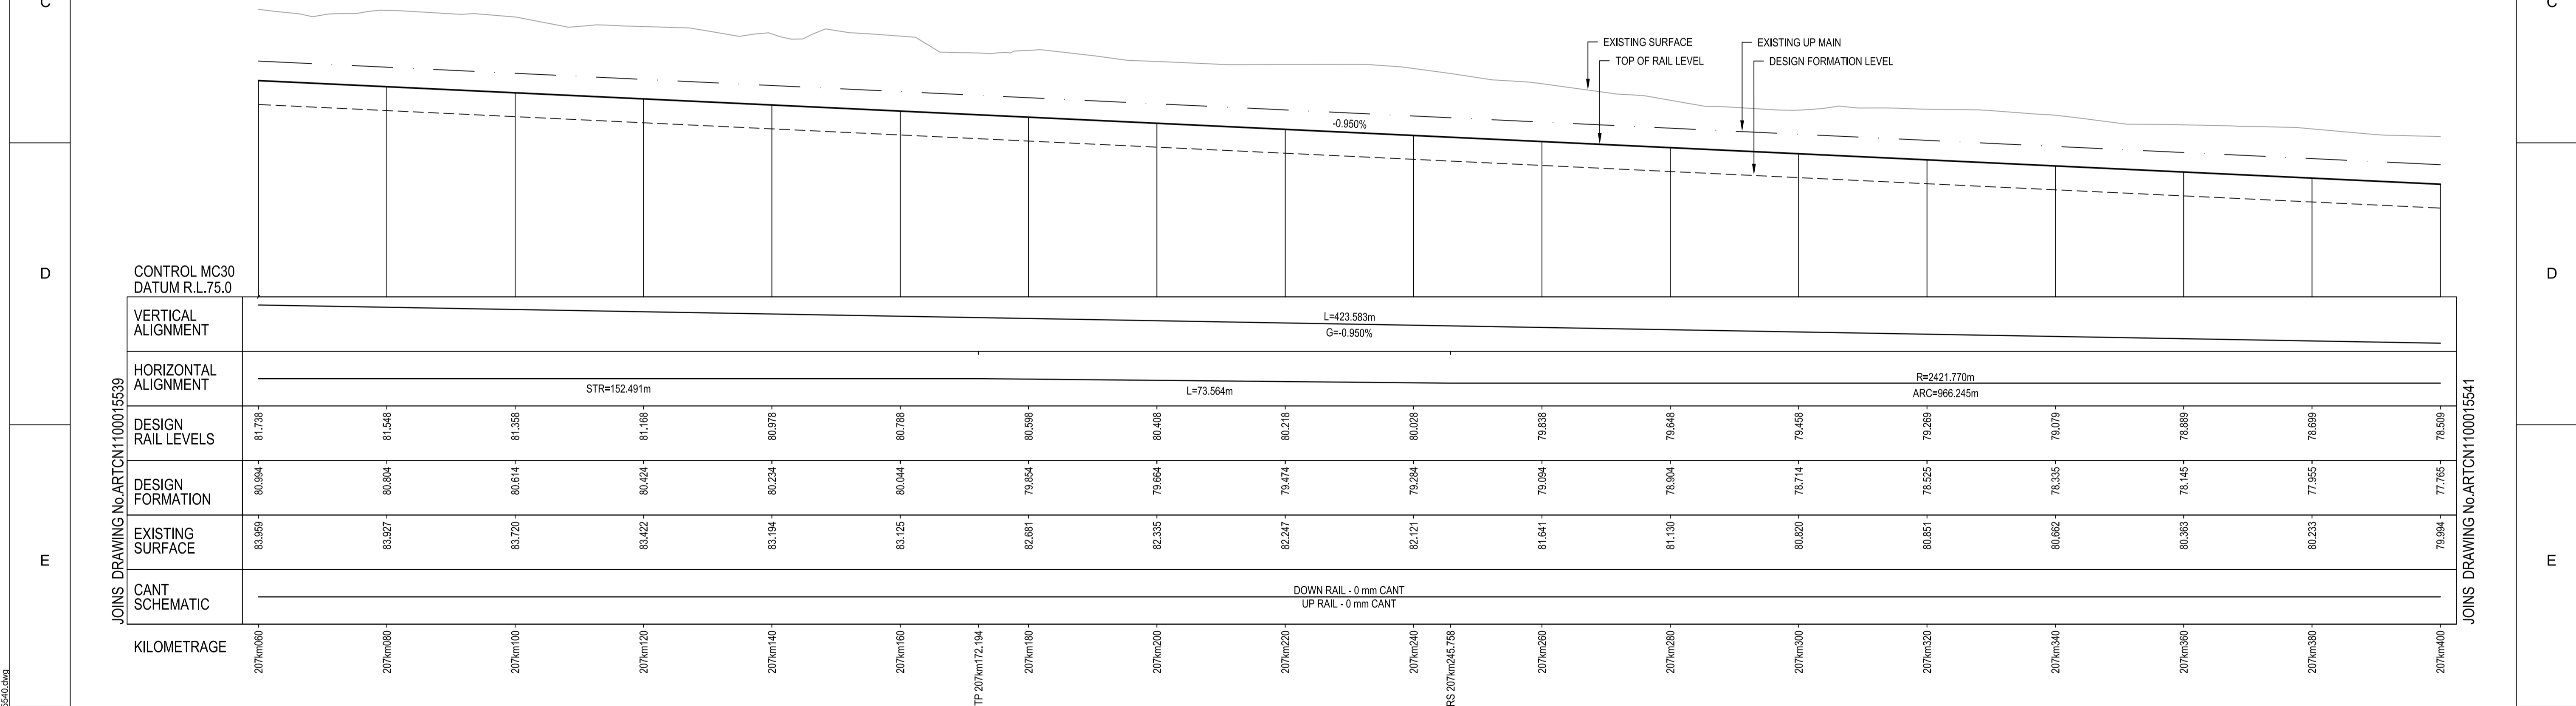 C
C
EXISTING SURFACE
EXISTING UP MAIN
TOP OF RAIL LEVEL
DESIGN FORMATION LEVEL
-0.950%
D
D
CONTROL MC30
DATUM R.L.75.0
VERTICAL
ALIGNMENT
L=423.583m
G=-0.950%
HORIZONTAL
ALIGNMENT
STR=152.491m
L=73.564m
R=2421.770m
ARC=966.245m
DESIGN
RAIL LEVELS
81.738 81.548 81.358 81.168 80.978 80.788 80.598 80.408 80.218 80.028 79.838 79.648 79.458 79.269 79.079 78.889 78.699 78.509
DESIGN
FORMATION
80.994 80.804 80.614 80.424 80.234 80.044 79.854 79.664 79.474 79.284 79.094 78.904 78.714 78.525 78.335 78.145 77.955 77.765
EXISTING
SURFACE
83.959 83.927 83.720 83.422 83.194 83.125 82.681 82.335 82.247 82.121 81.641 81.130 80.820 80.851 80.662 80.363 80.233 79.994
E
E
CANT
SCHEMATIC
DOWN RAIL - 0 mm CANT
UP RAIL - 0 mm CANT
KILOMETRAGE
207km060 207km080 207km100 207km120 207km140 207km160 TP 207km172.194 207km180 207km200 207km220 207km240 RS 207km245.758 207km260 207km280 207km300 207km320 207km340 207km360 207km380 207km400
JOINS DRAWING No.ARTCN1100015539
JOINS DRAWING No.ARTCN1100015541
5540.dwg